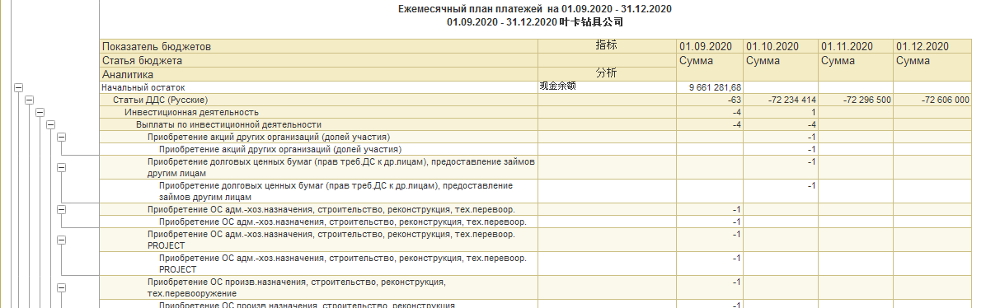 Ежемесячный план платежей на 01.09.2020 - 31.12.2020
01.09.2020 - 31.12.2020 叶卡钻具公司
Показатель бюджетов 指标 01.09.2020 01.10.2020 01.11.2020 01.12.2020
Статья бюджета Сумма Сумма Сумма Сумма
Аналитика 分析
Начальный остаток 现金余额 9 661 281,68
Статьи ДДС (Русские) -63 -72 234 414 -72 296 500 -72 606 000
Инвестиционная деятельность -4 1
Выплаты по инвестиционной деятельности -4 -4
Приобретение акций других организаций (долей участия) -1
Приобретение акций других организаций (долей участия) -1
Приобретение долговых ценных бумаг (прав треб.ДС к др.лицам), предоставление займов -1
другим лицам
Приобретение долговых ценных бумаг (прав треб.ДС к др.лицам), предоставление -1
займов другим лицам
Приобретение ОС адм.-хоз.назначения, строительство, реконструкция, тех.перевоор. -1
Приобретение ОС адм.-хоз.назначения, строительство, реконструкция, тех.перевоор. -1
Приобретение ОС адм.-хоз.назначения, строительство, реконструкция, тех.перевоор. -1
PROJECT
Приобретение ОС адм.-хоз.назначения, строительство, реконструкция, тех.перевоор. -1
PROJECT
Приобретение ОС произв.назначения, строительство, реконструкция, -1
тех.перевооружение
Приобретение ОС произв.назначения, строительство, реконструкция, -1